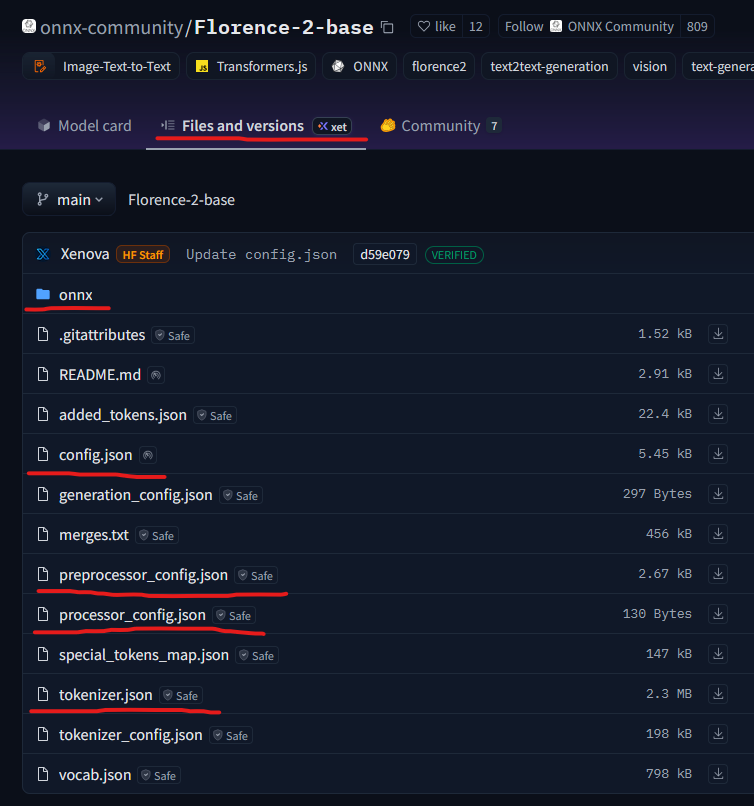 onnx-community/Florence-2-base like 12 Follow ONNX Community 809
Image-Text-to-Text Transformers.js ONNX florence2 text2text-generation vision text-genera
Model card Files and versions xet Community 7
main Florence-2-base
Xenova HF Staff Update config.json d59e079 VERIFIED
onnx
.gitattributes Safe 1.52 kB
README.md 2.91 kB
added_tokens.json Safe 22.4 kB
config.json 5.45 kB
generation_config.json Safe 297 Bytes
merges.txt Safe 456 kB
preprocessor_config.json Safe 2.67 kB
processor_config.json Safe 130 Bytes
special_tokens_map.json Safe 147 kB
tokenizer.json Safe 2.3 MB
tokenizer_config.json Safe 198 kB
vocab.json Safe 798 kB